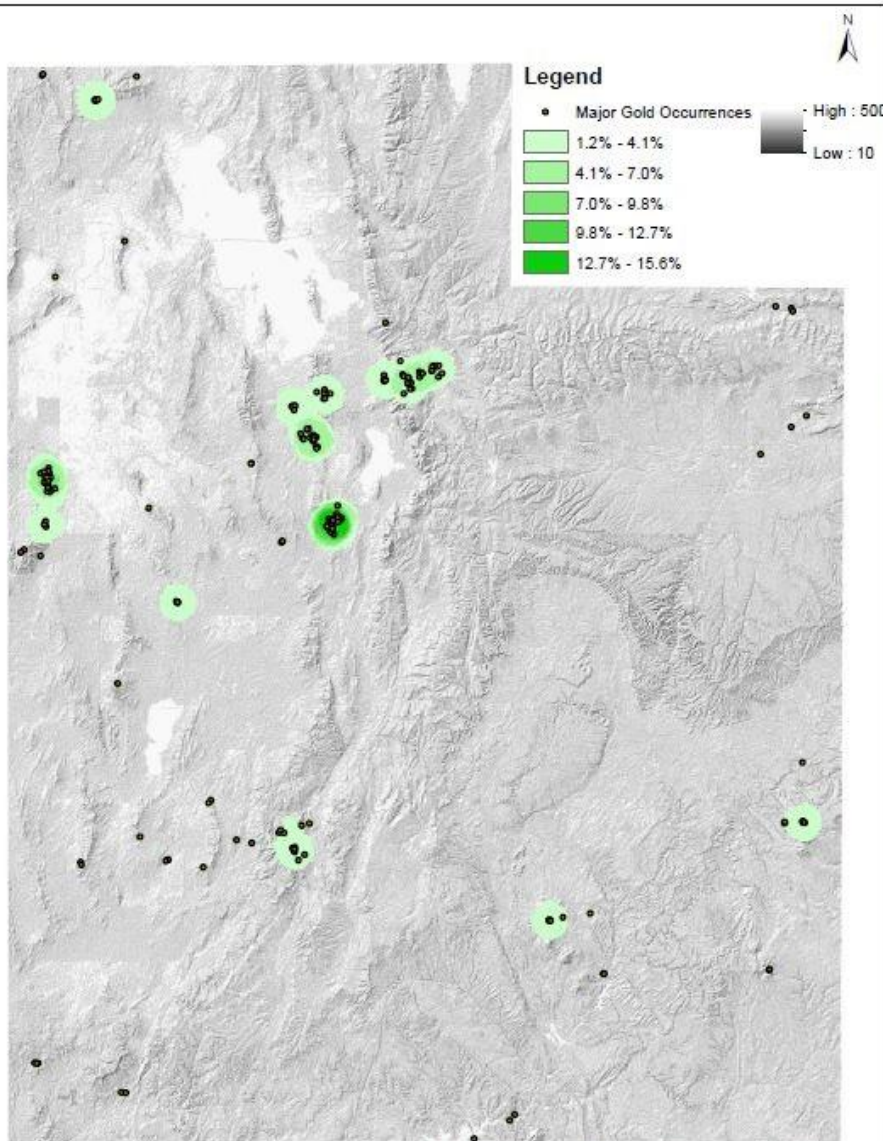 N
Legend
Major Gold Occurrences
1.2% - 4.1%
4.1% - 7.0%
7.0% - 9.8%
9.8% - 12.7%
12.7% - 15.6%
High : 500
Low : 10